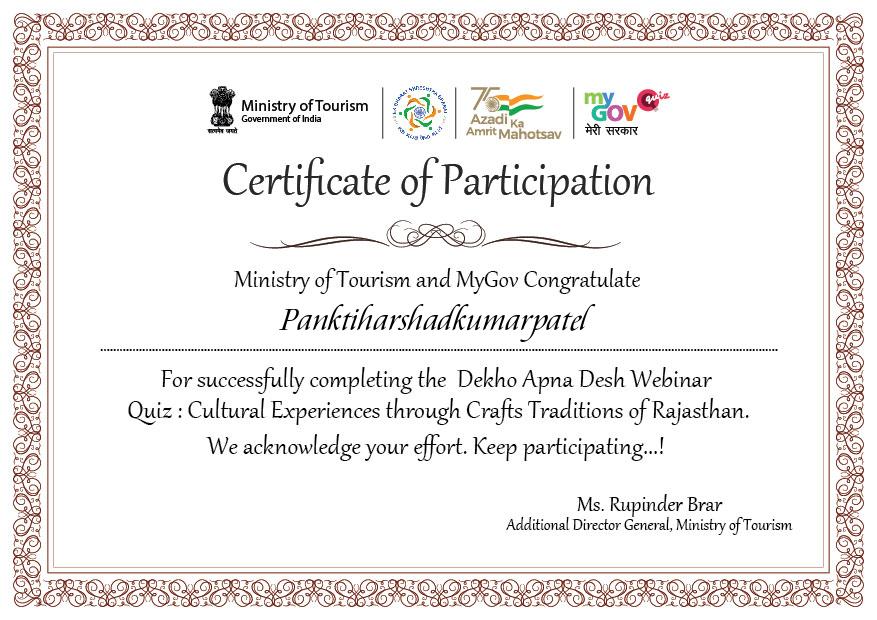 Ministry of Tourism
Government of India
सत्यमेव जयते
75
Azadi Ka
Amrit Mahotsav
my
GOV
quiz
मेरी सरकार
Certificate of Participation
Ministry of Tourism and MyGov Congratulate
Panktiharshadkumarpatel
For successfully completing the Dekho Apna Desh Webinar
Quiz : Cultural Experiences through Crafts Traditions of Rajasthan.
We acknowledge your effort. Keep participating...!
Ms. Rupinder Brar
Additional Director General, Ministry of Tourism